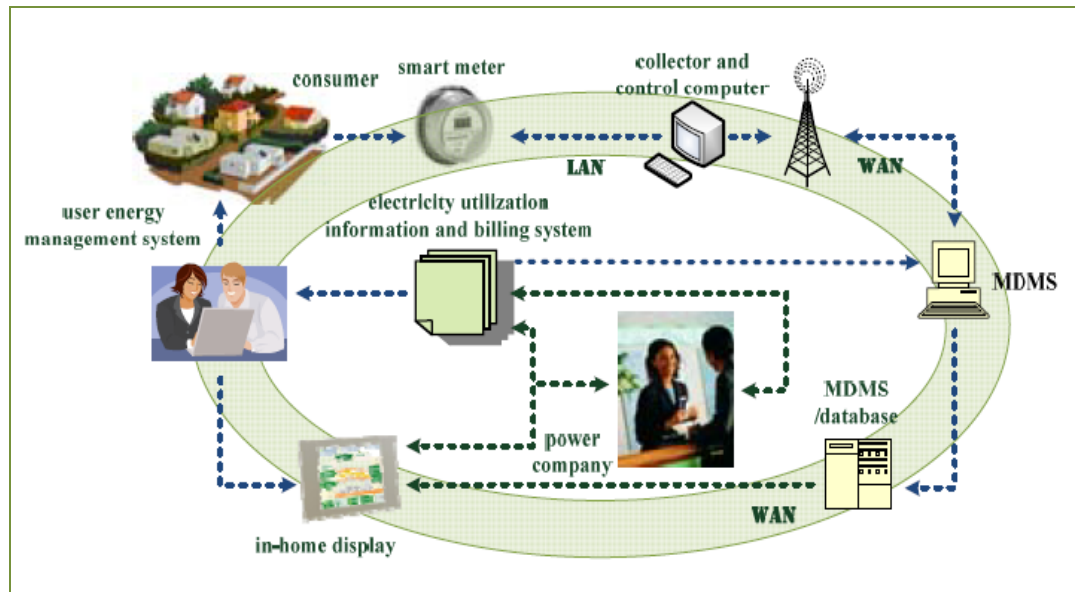 consumer
smart meter
collector and
control computer
LAN
WAN
user energy
management system
electricity utilization
information and billing system
MDMS
MDMS
/database
power
company
WAN
in-home display